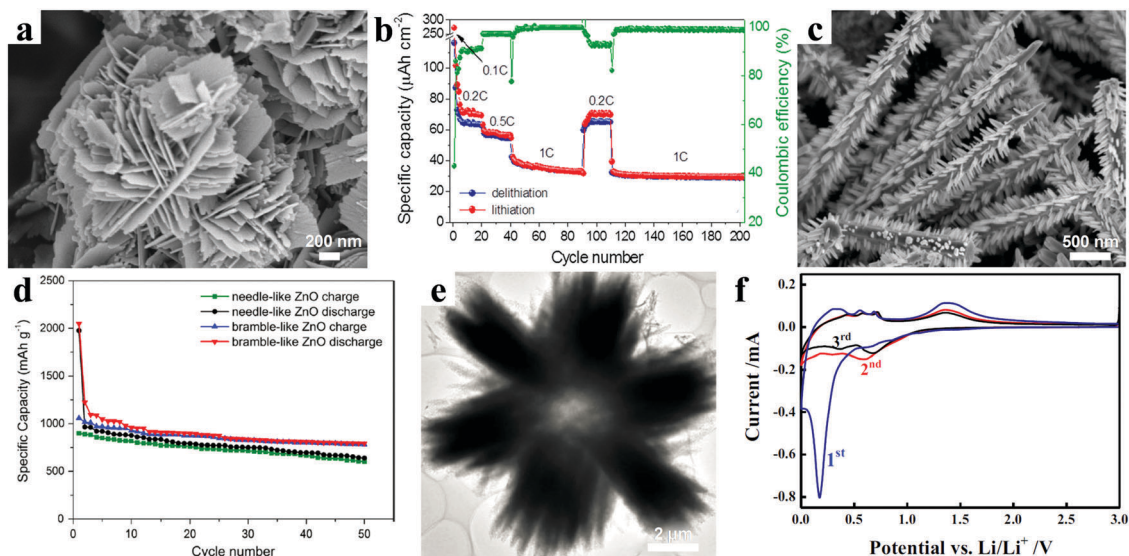 a
200 nm
b
Specific capacity (µAh cm⁻²)
300
250
100
80
60
40
20
0
0 20 40 60 80 100 120 140 160 180 200
Cycle number
100
80
60
40
20
Coulombic efficiency (%)
0.1C
0.2C
0.5C
1C
0.2C
1C
delithiation
lithiation
c
500 nm
d
Specific Capacity (mAh g⁻¹)
2500
2000
1500
1000
500
0
0 10 20 30 40 50
Cycle number
needle-like ZnO charge
needle-like ZnO discharge
bramble-like ZnO charge
bramble-like ZnO discharge
e
2 µm
f
Current /mA
0.2
0.0
-0.2
-0.4
-0.6
-0.8
0.0 0.5 1.0 1.5 2.0 2.5 3.0
Potential vs. Li/Li⁺ /V
3rd
2nd
1st